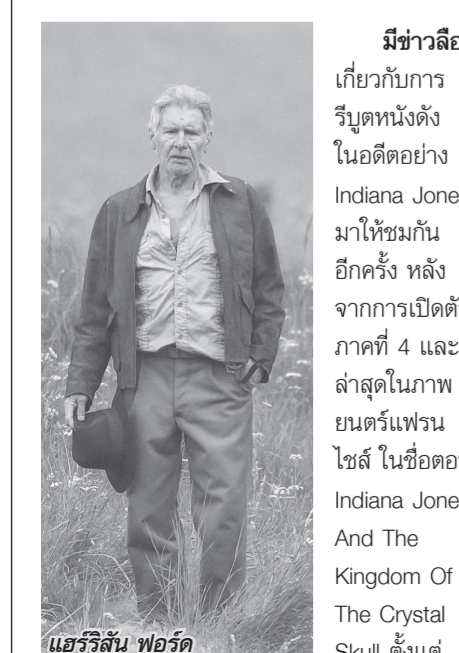 มีข่าวลือ
เกี่ยวกับการ
รีบูตหนังดัง
ในอดีตอย่าง
Indiana Jone
มาให้ชมกัน
อีกครั้ง หลัง
จากการเปิดตั
ภาคที่ 4 และ
ล่าสุดในภาพ
ยนตร์แฟรน
ไชส์ ในชื่อตอ
Indiana Jone
And The
Kingdom Of
The Crystal
Skull ตั้งแต่
แฮร์ริสัน ฟอร์ด